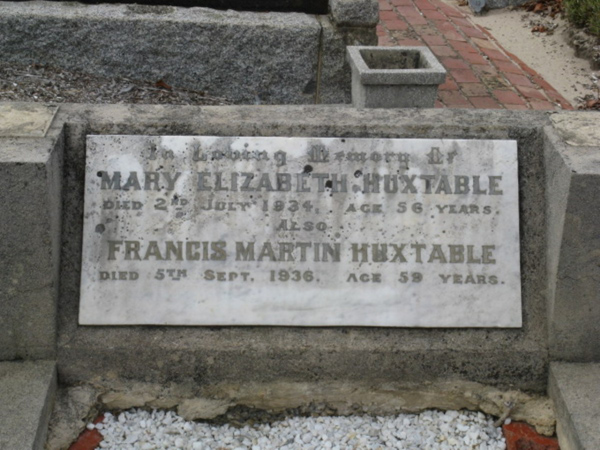 In Loving Memory Of
MARY ELIZABETH HUXTABLE
DIED 2ND JULY 1934. AGE 56 YEARS.
ALSO
FRANCIS MARTIN HUXTABLE
DIED 5TH SEPT. 1936. AGE 59 YEARS.